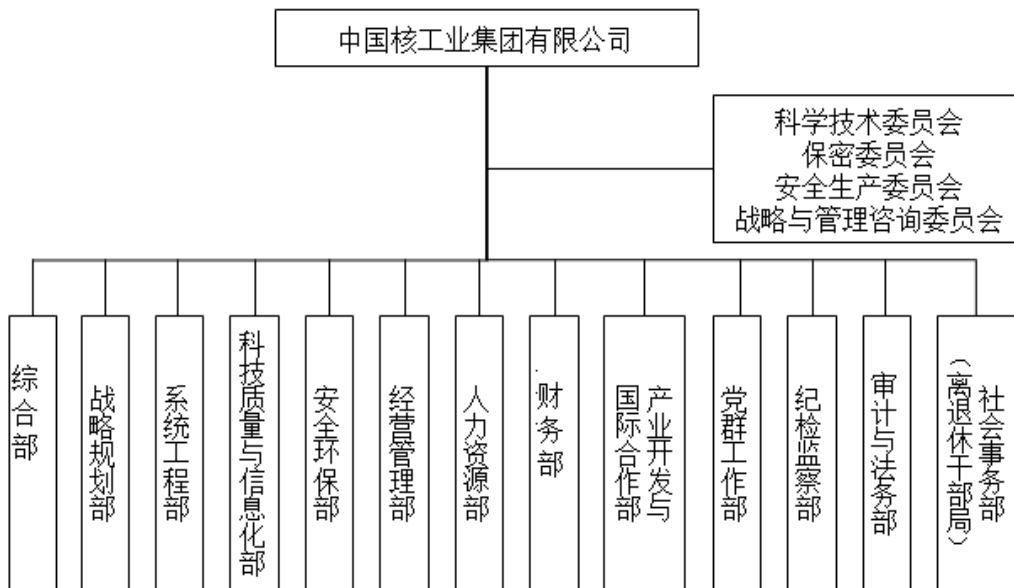 中国核工业集团有限公司
科学技术委员会
保密委员会
安全生产委员会
战略与管理咨询委员会
综合部
战略规划部
系统工程部
科技质量与信息化部
安全环保部
经营管理部
人力资源部
财务部
产业开发与
国际合作部
党群工作部
纪检监察部
审计与法务部
社会事务部
（离退休干部局）